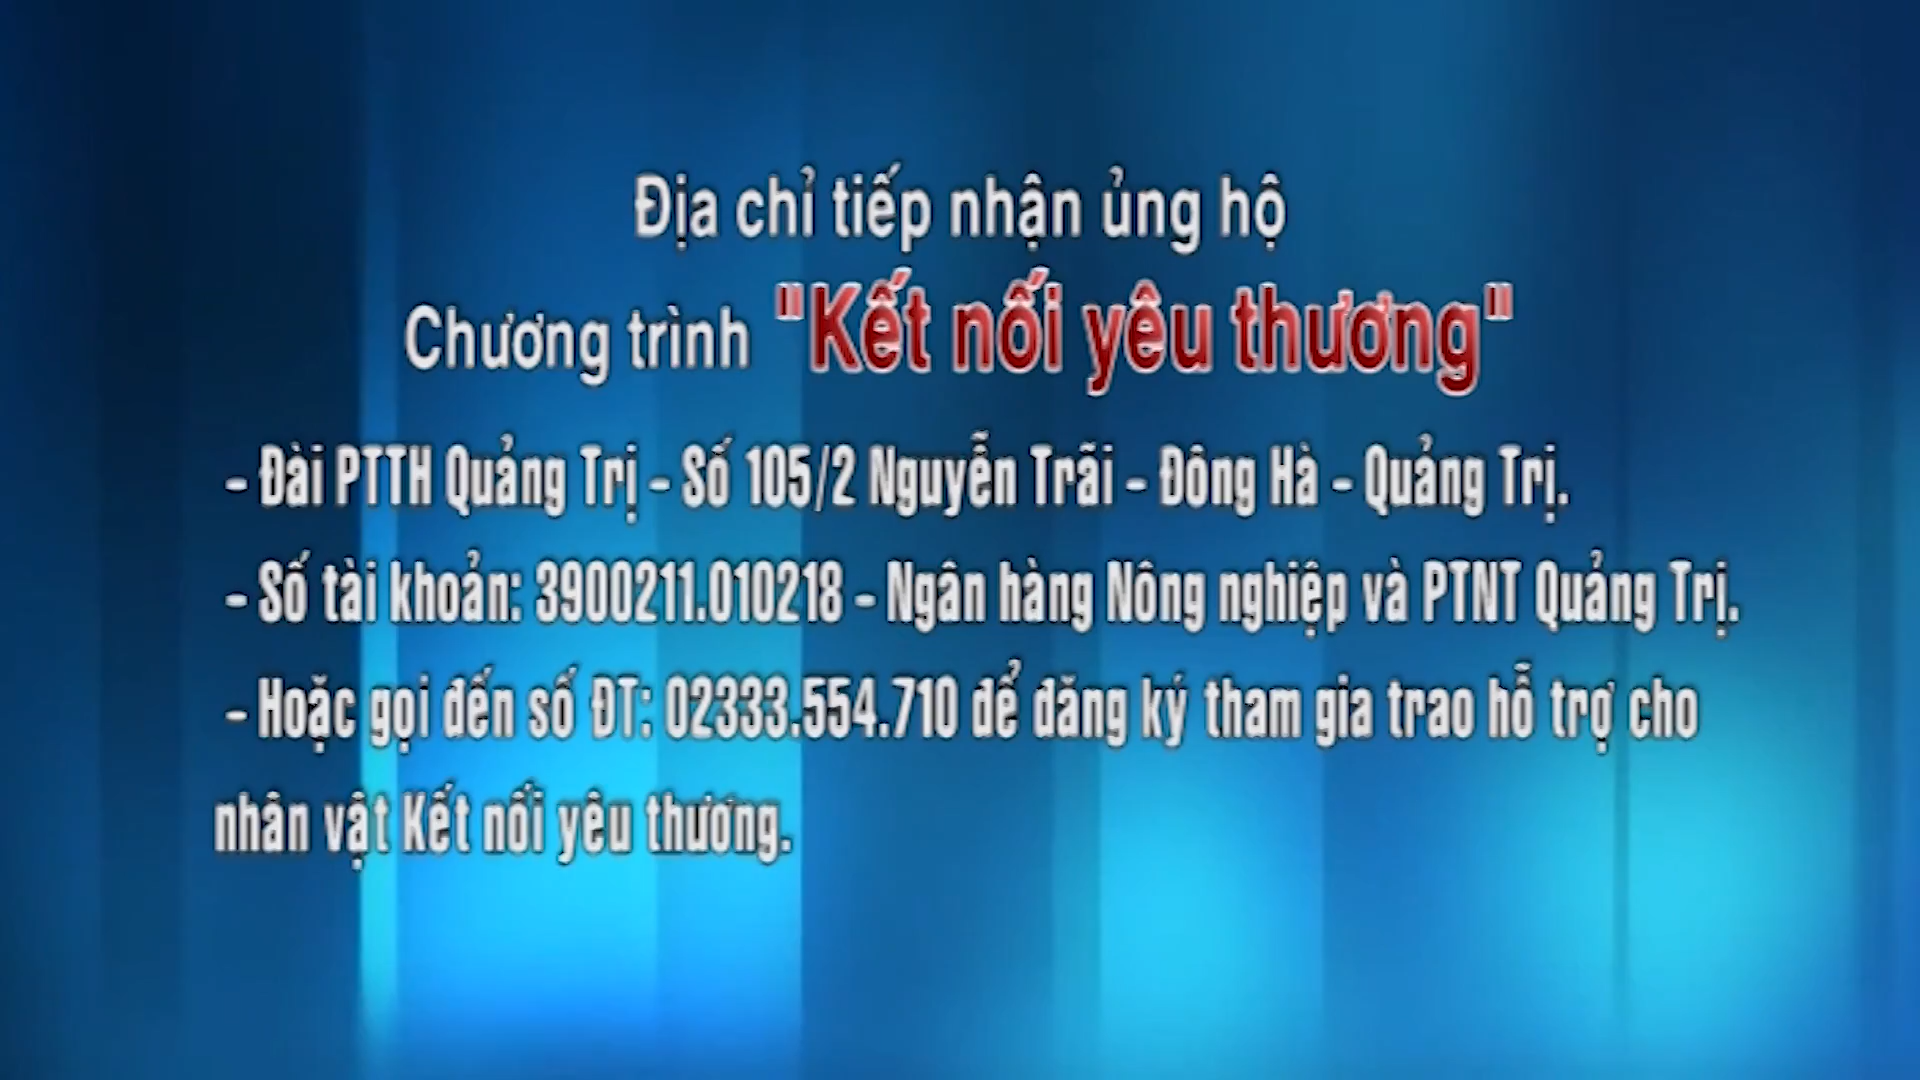 Địa chỉ tiếp nhận ủng hộ
Chương trình "Kết nối yêu thương"
- Đài PTTH Quảng Trị - Số 105/2 Nguyễn Trãi - Đông Hà - Quảng Trị.
- Số tài khoản: 3900211.010218 - Ngân hàng Nông nghiệp và PTNT Quảng Trị.
- Hoặc gọi đến số ĐT: 02333.554.710 để đăng ký tham gia trao hỗ trợ cho
nhân vật Kết nối yêu thương.